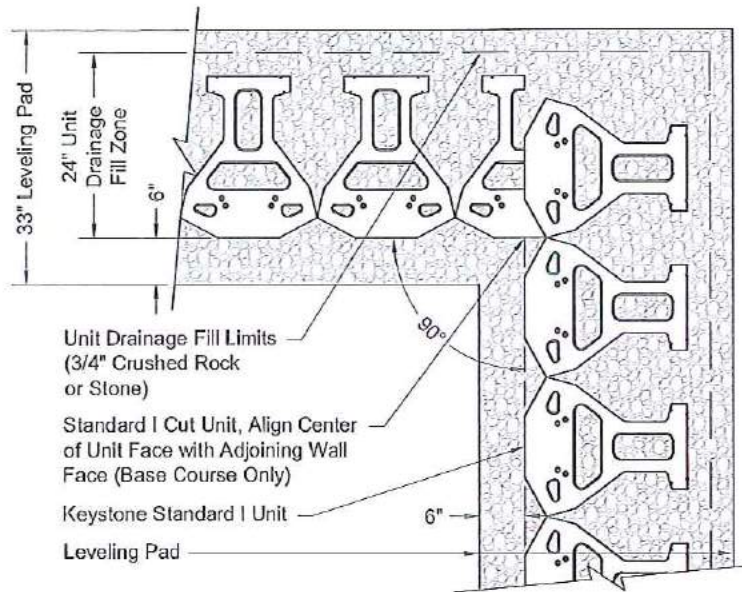 33" Leveling Pad
24" Unit
Drainage
Fill Zone
6"
90°
Unit Drainage Fill Limits
(3/4" Crushed Rock
or Stone)
Standard I Cut Unit, Align Center
of Unit Face with Adjoining Wall
Face (Base Course Only)
Keystone Standard I Unit
6"
Leveling Pad